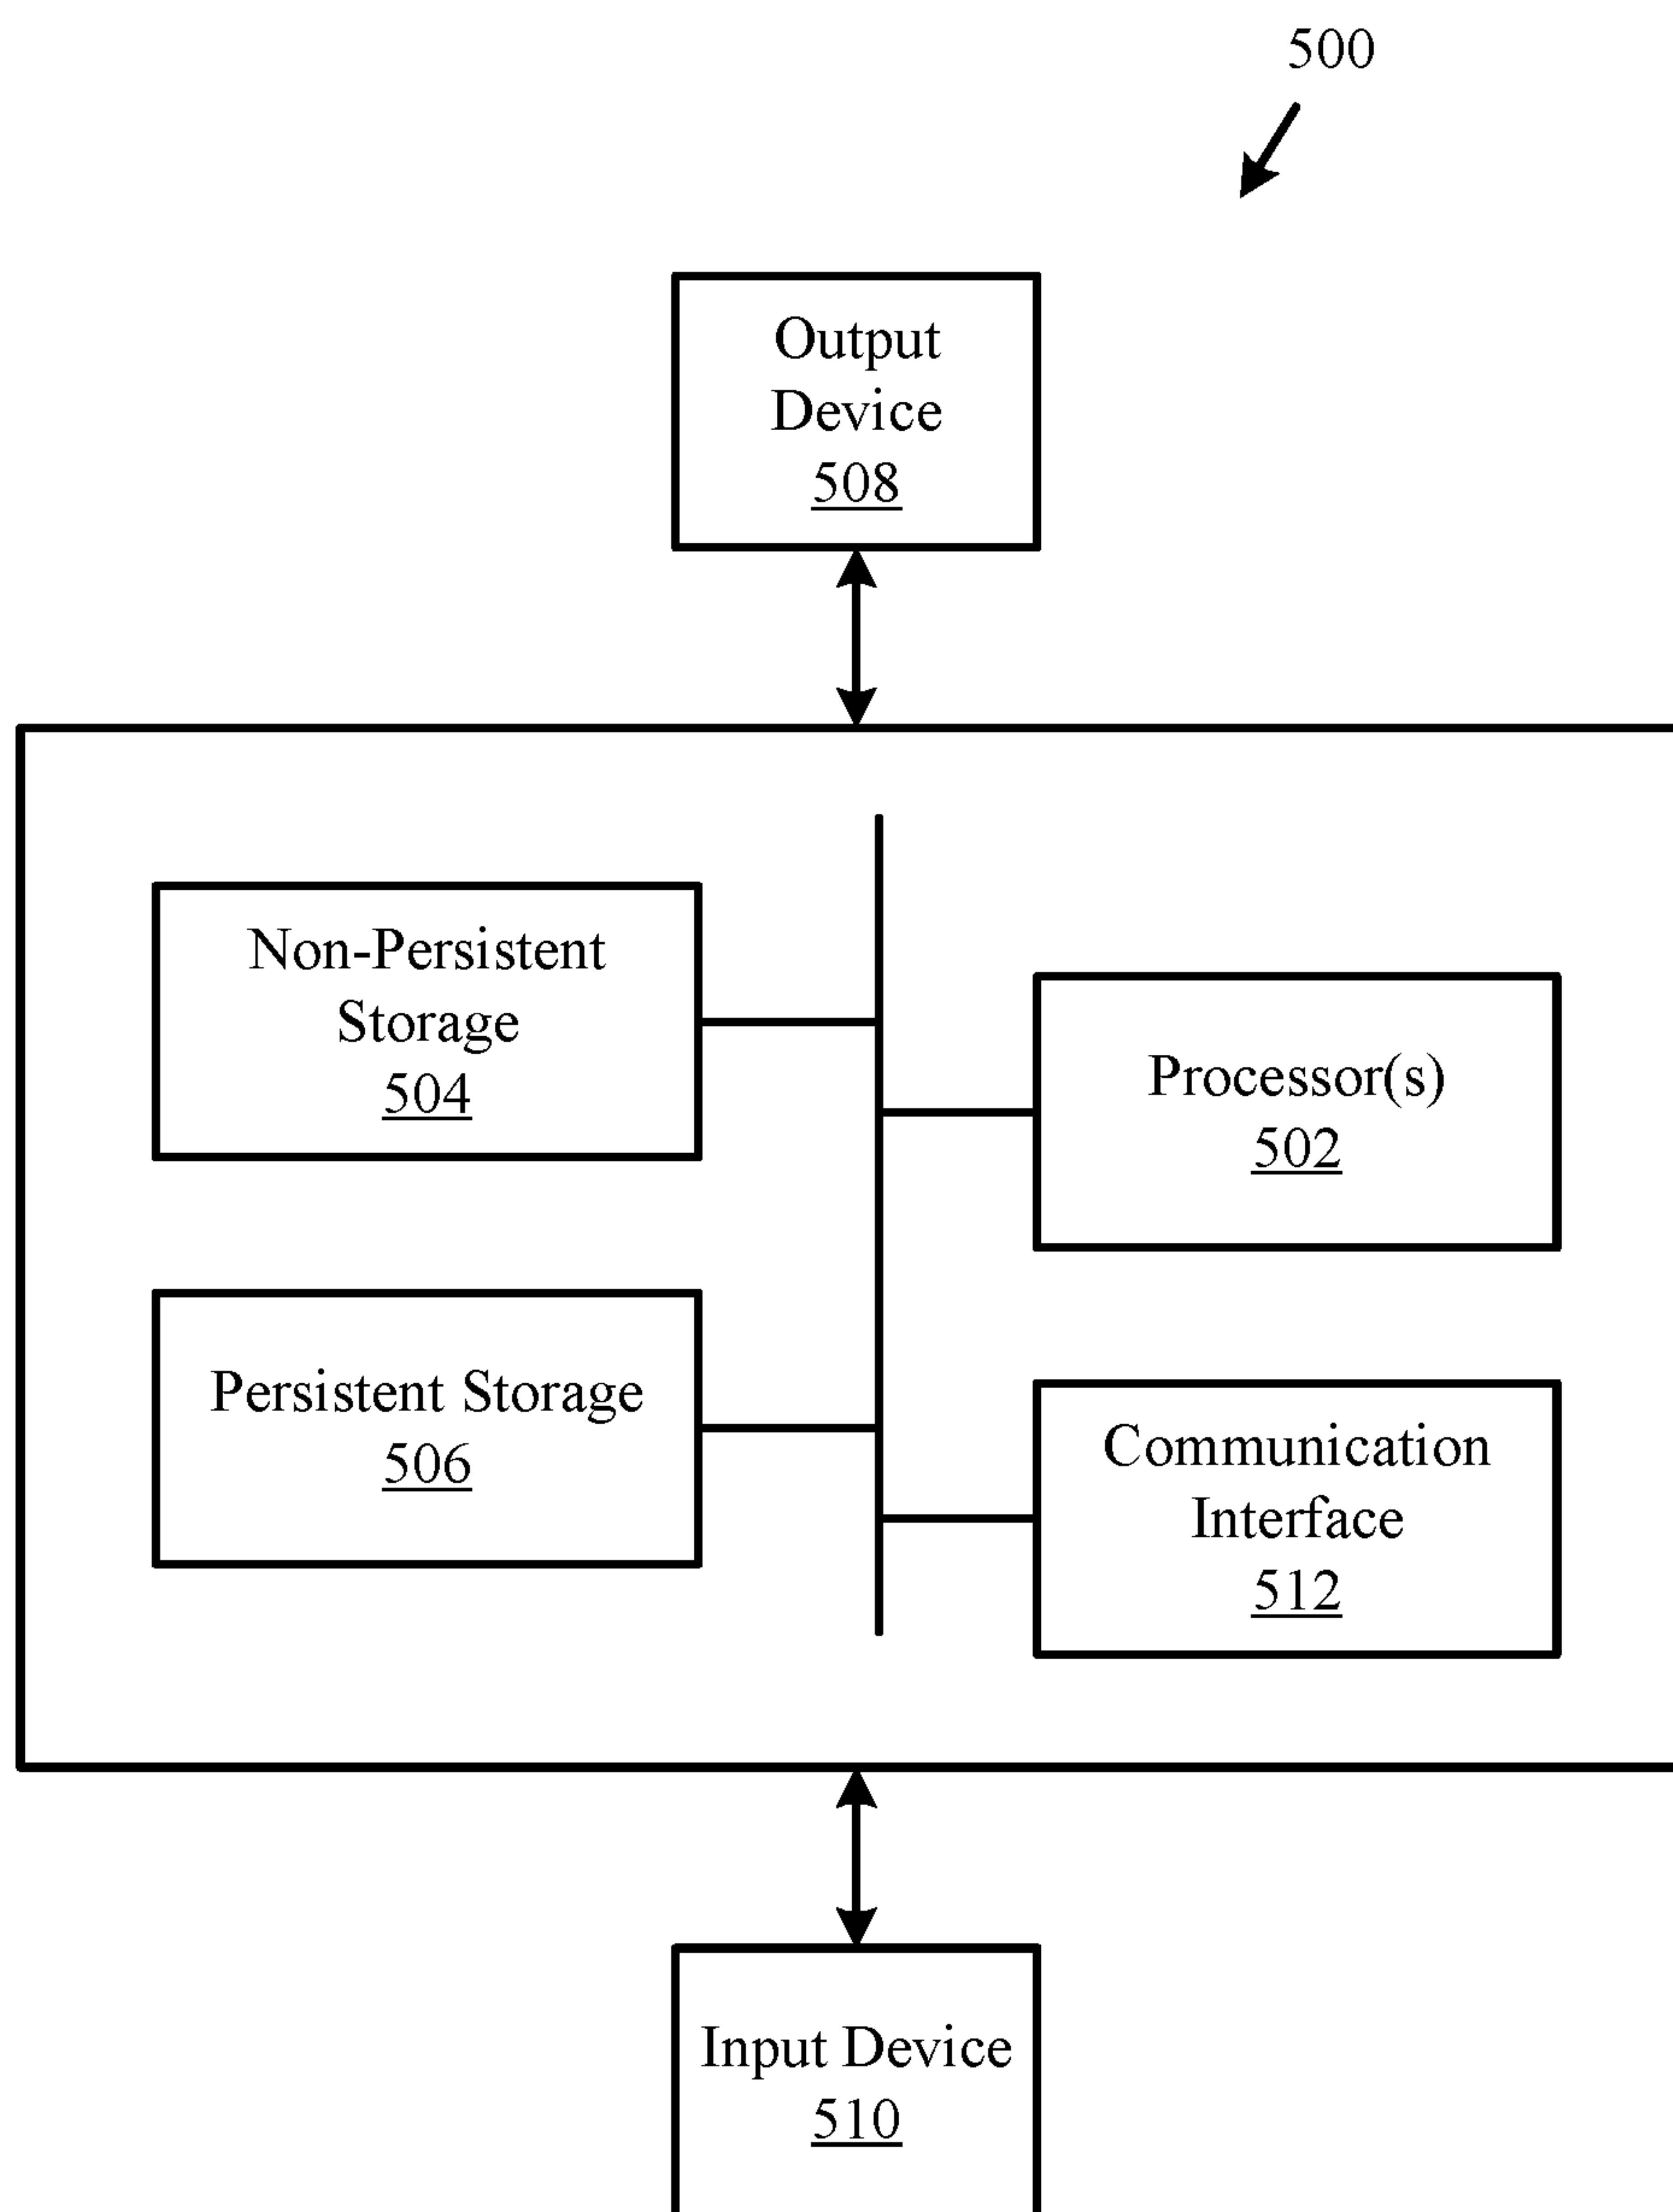 500
Output
Device
508
Non-Persistent
Storage
504
Processor(s)
502
Persistent Storage
506
Communication
Interface
512
Input Device
510